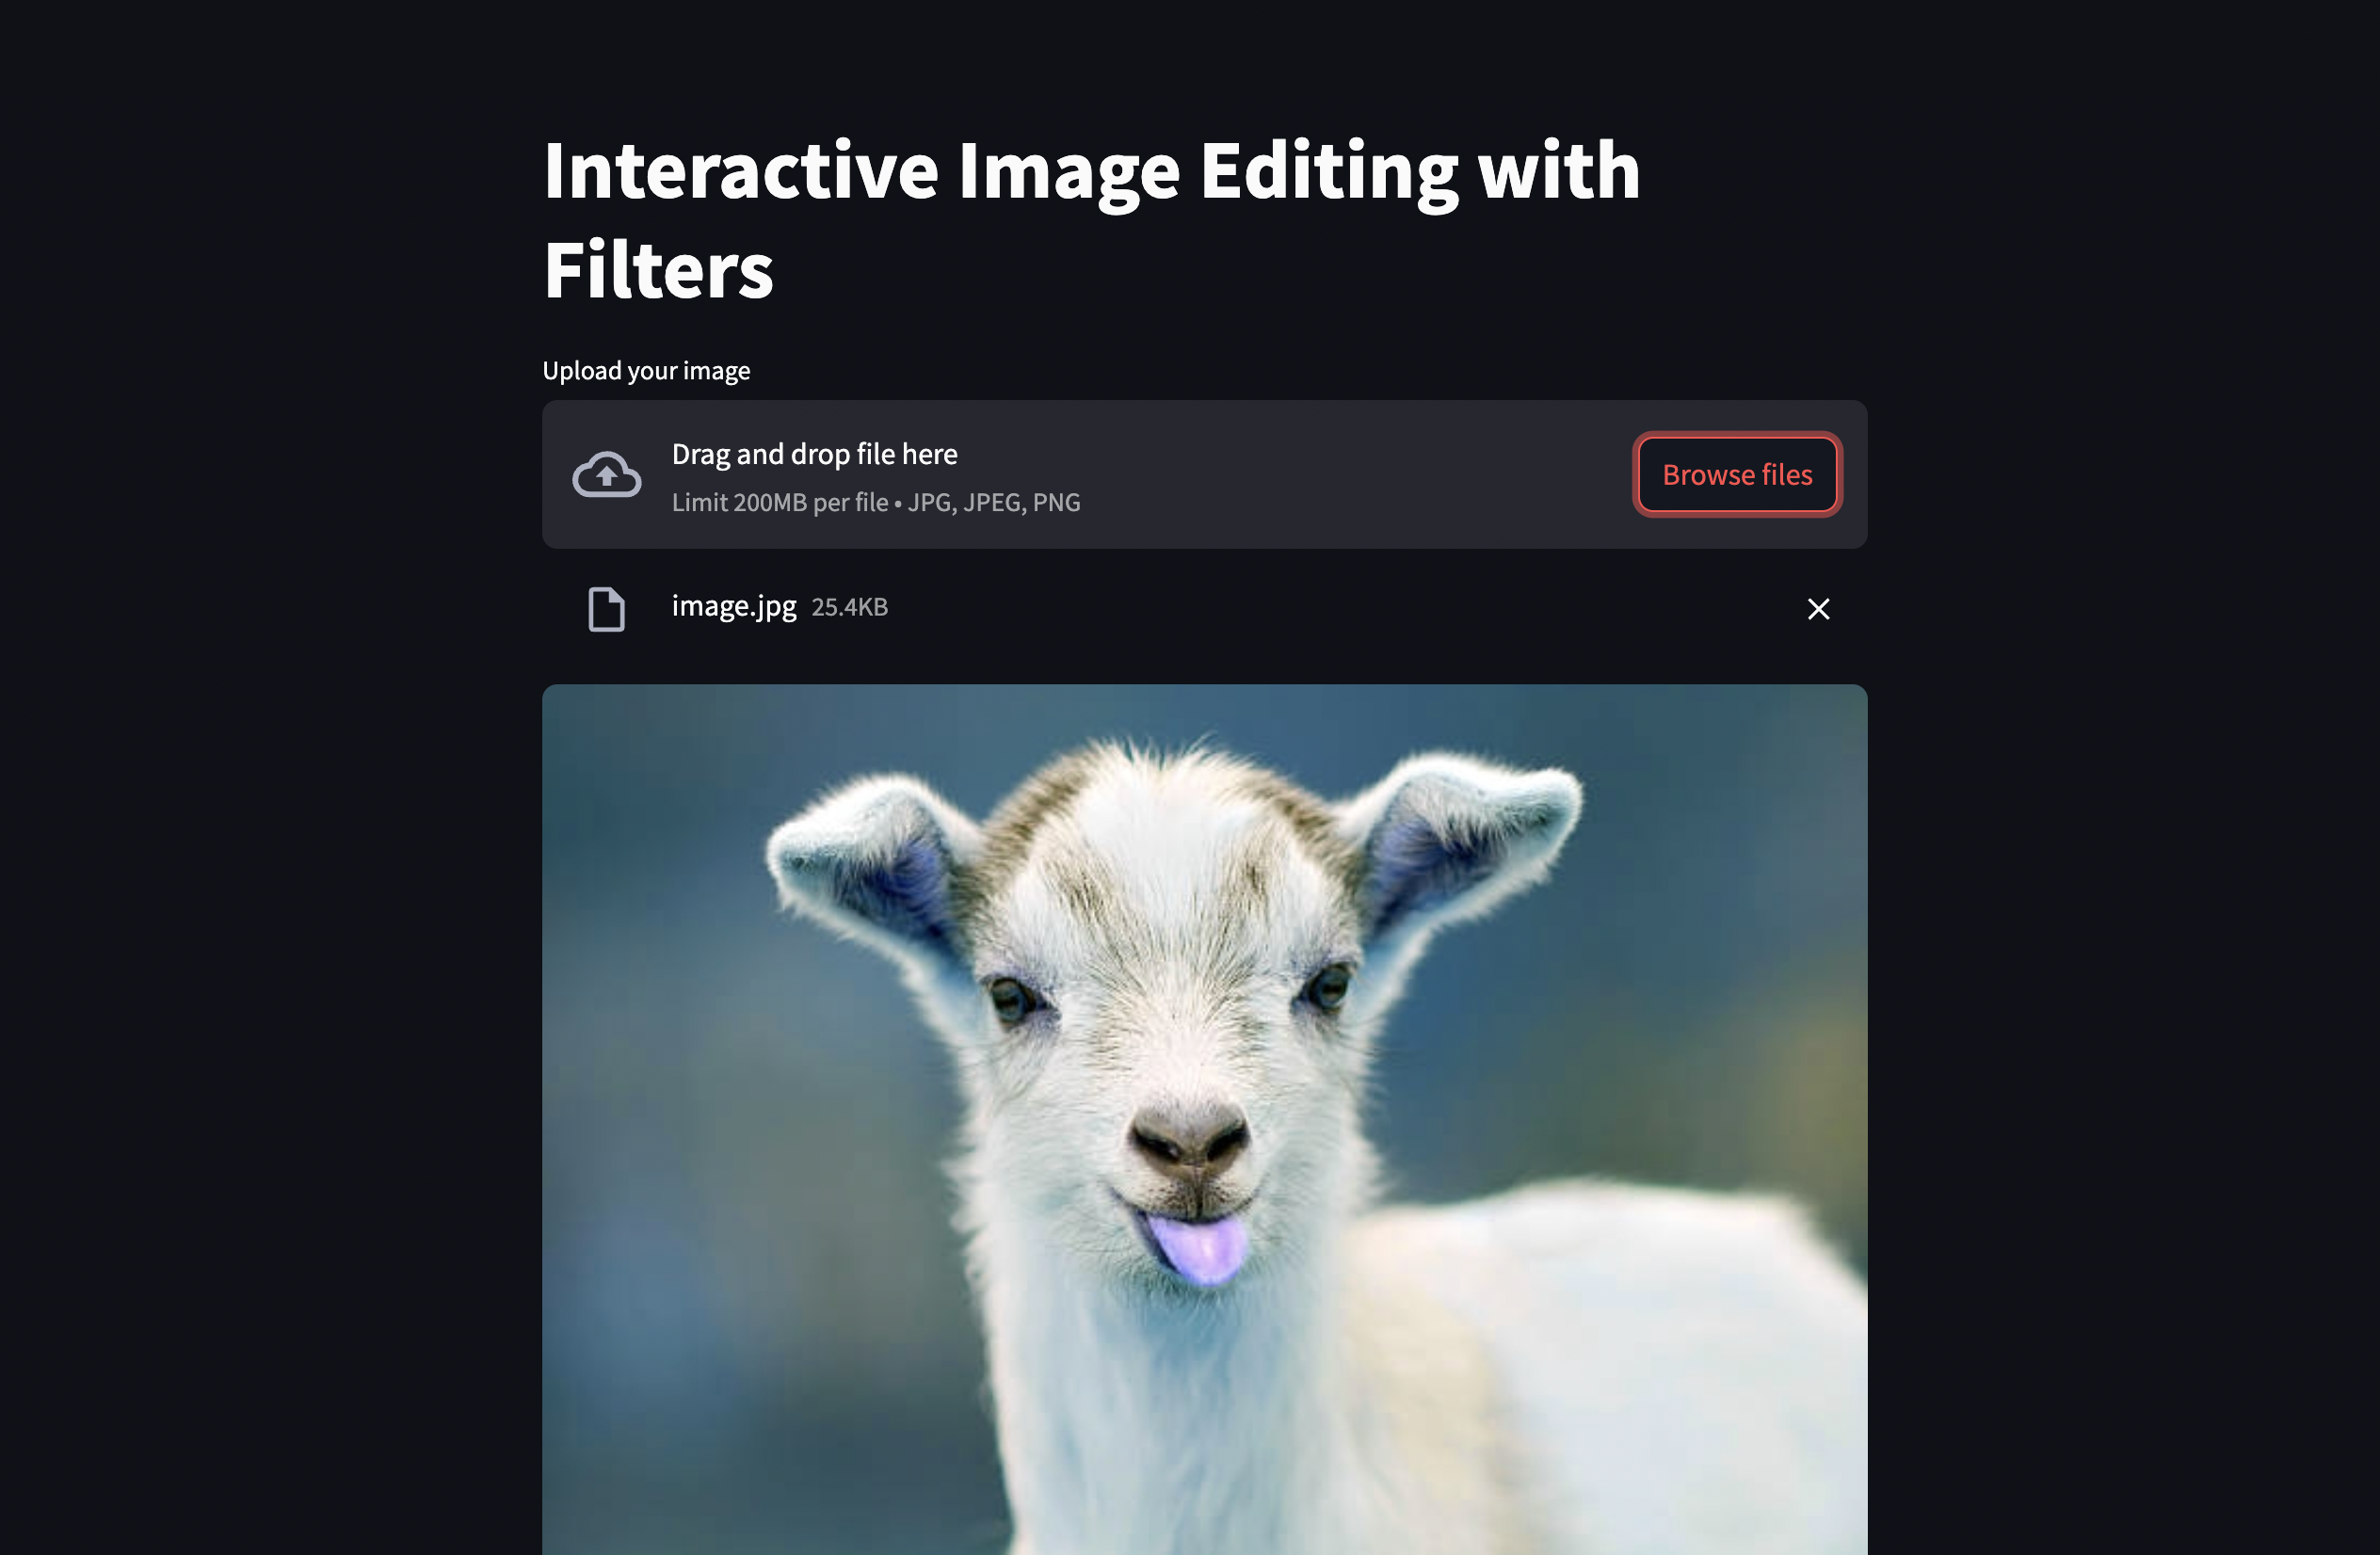 Interactive Image Editing with
Filters
Upload your image
Drag and drop file here
Limit 200MB per file • JPG, JPEG, PNG
Browse files
image.jpg 25.4KB